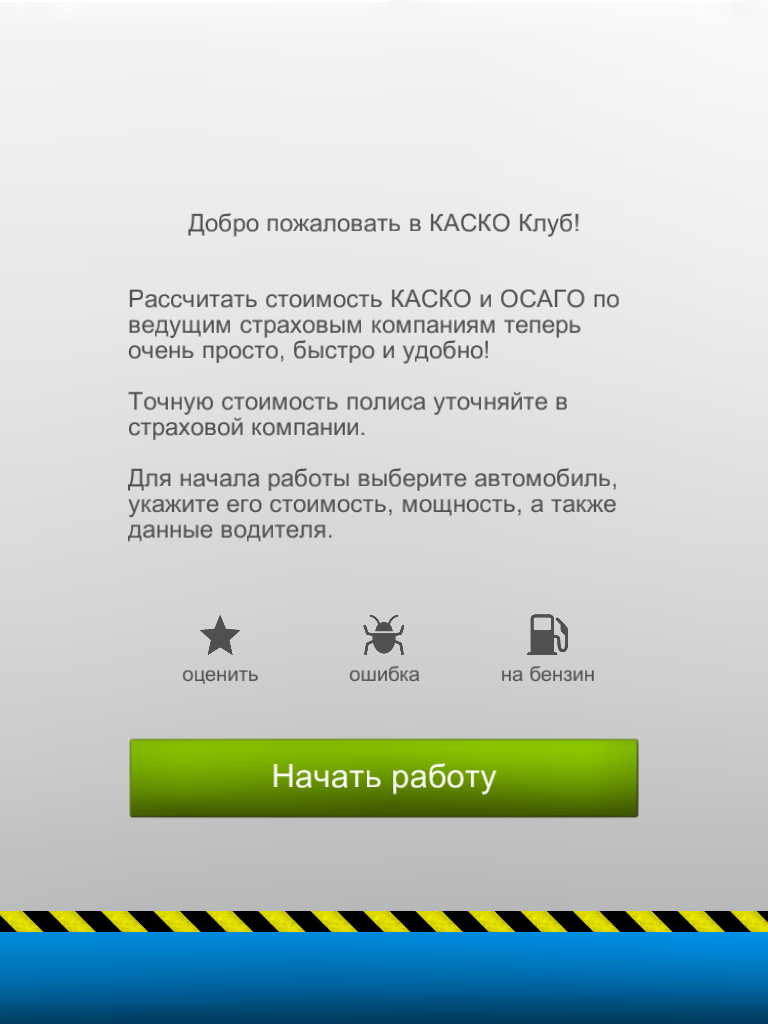 Добро пожаловать в КАСКО Клуб!
Рассчитать стоимость КАСКО и ОСАГО по
ведущим страховым компаниям теперь
очень просто, быстро и удобно!
Точную стоимость полиса уточняйте в
страховой компании.
Для начала работы выберите автомобиль,
укажите его стоимость, мощность, а также
данные водителя.
оценить
ошибка
на бензин
Начать работу